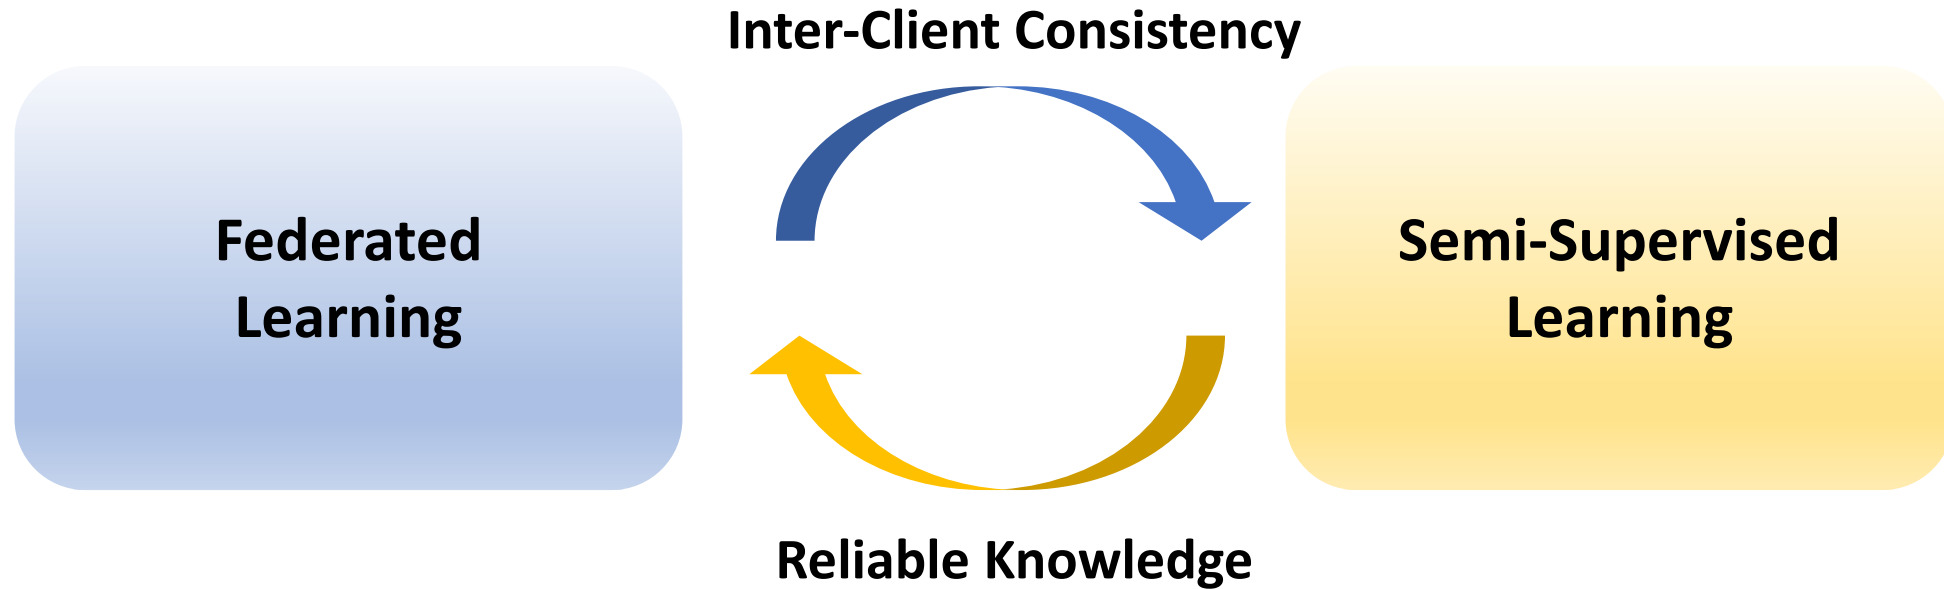 Inter-Client Consistency
Federated
Learning
Semi-Supervised
Learning
Reliable Knowledge